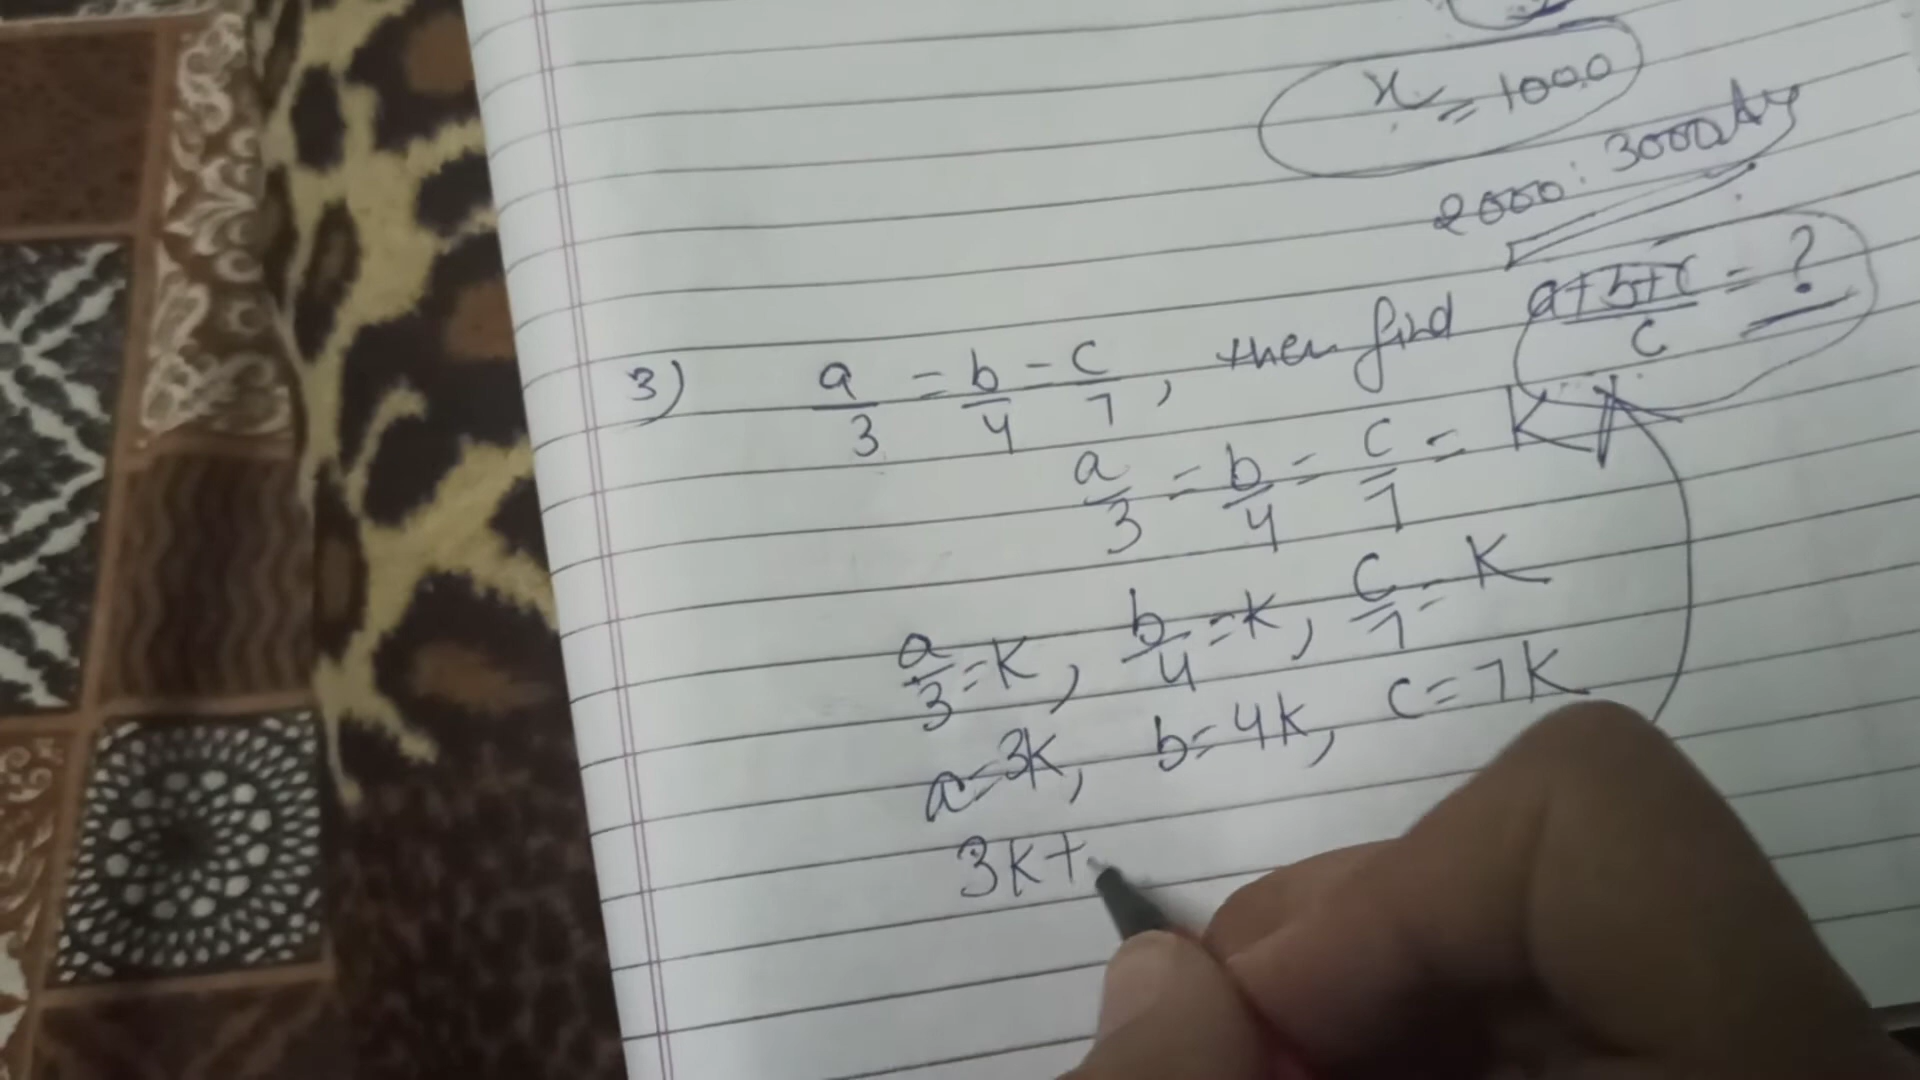 x = 1000
2000 : 3000
3) a/3 = b/4 = c/7, then find a+b+c/c = ?
a/3 = b/4 = c/7 = K
a/3 = K, b/4 = K, c/7 = K
a = 3K, b = 4K, c = 7K
3K+